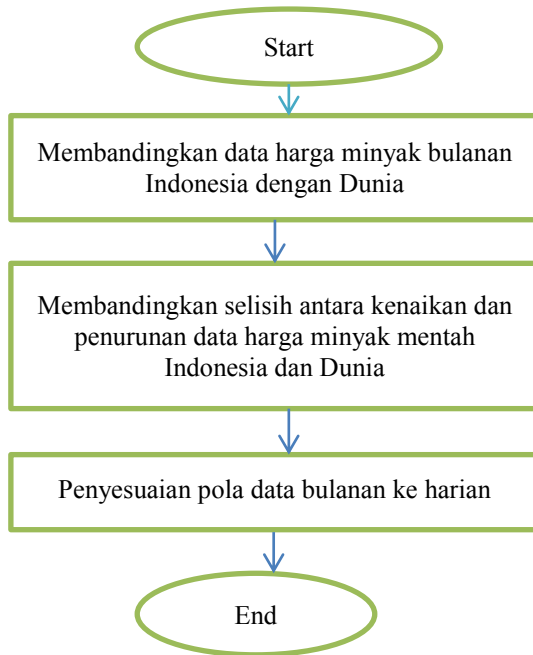 Start
Membandingkan data harga minyak bulanan
Indonesia dengan Dunia
Membandingkan selisih antara kenaikan dan
penurunan data harga minyak mentah
Indonesia dan Dunia
Penyesuaian pola data bulanan ke harian
End